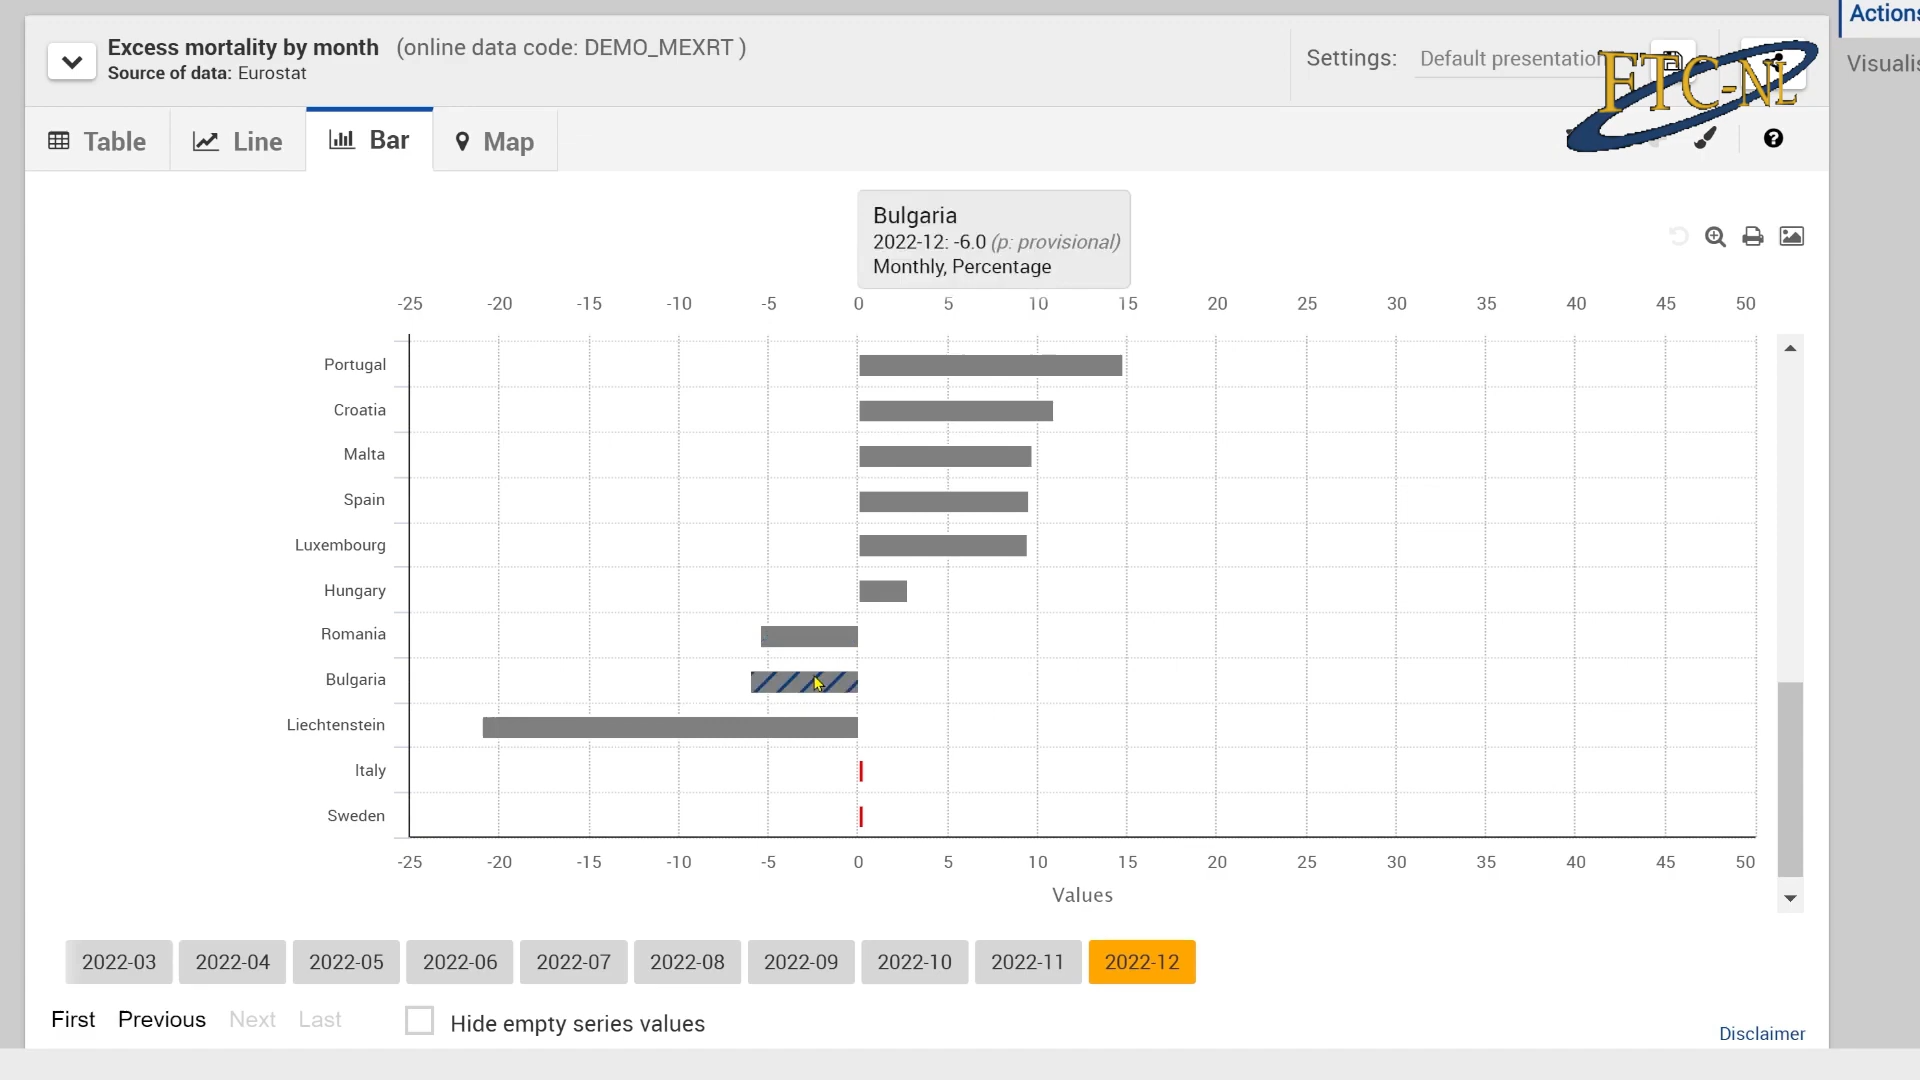 Actions
Excess mortality by month (online data code: DEMO_MEXRT )
Source of data: Eurostat
Settings: Default presentation
Visualis
ETC-NL
Table
Line
Bar
Map
Bulgaria
2022-12: -6.0 (p: provisional)
Monthly, Percentage
-25 -20 -15 -10 -5 0 5 10 15 20 25 30 35 40 45 50
Portugal
Croatia
Malta
Spain
Luxembourg
Hungary
Romania
Bulgaria
Liechtenstein
Italy
Sweden
-25 -20 -15 -10 -5 0 5 10 15 20 25 30 35 40 45 50
Values
2022-03 2022-04 2022-05 2022-06 2022-07 2022-08 2022-09 2022-10 2022-11 2022-12
First Previous Next Last
Hide empty series values
Disclaimer